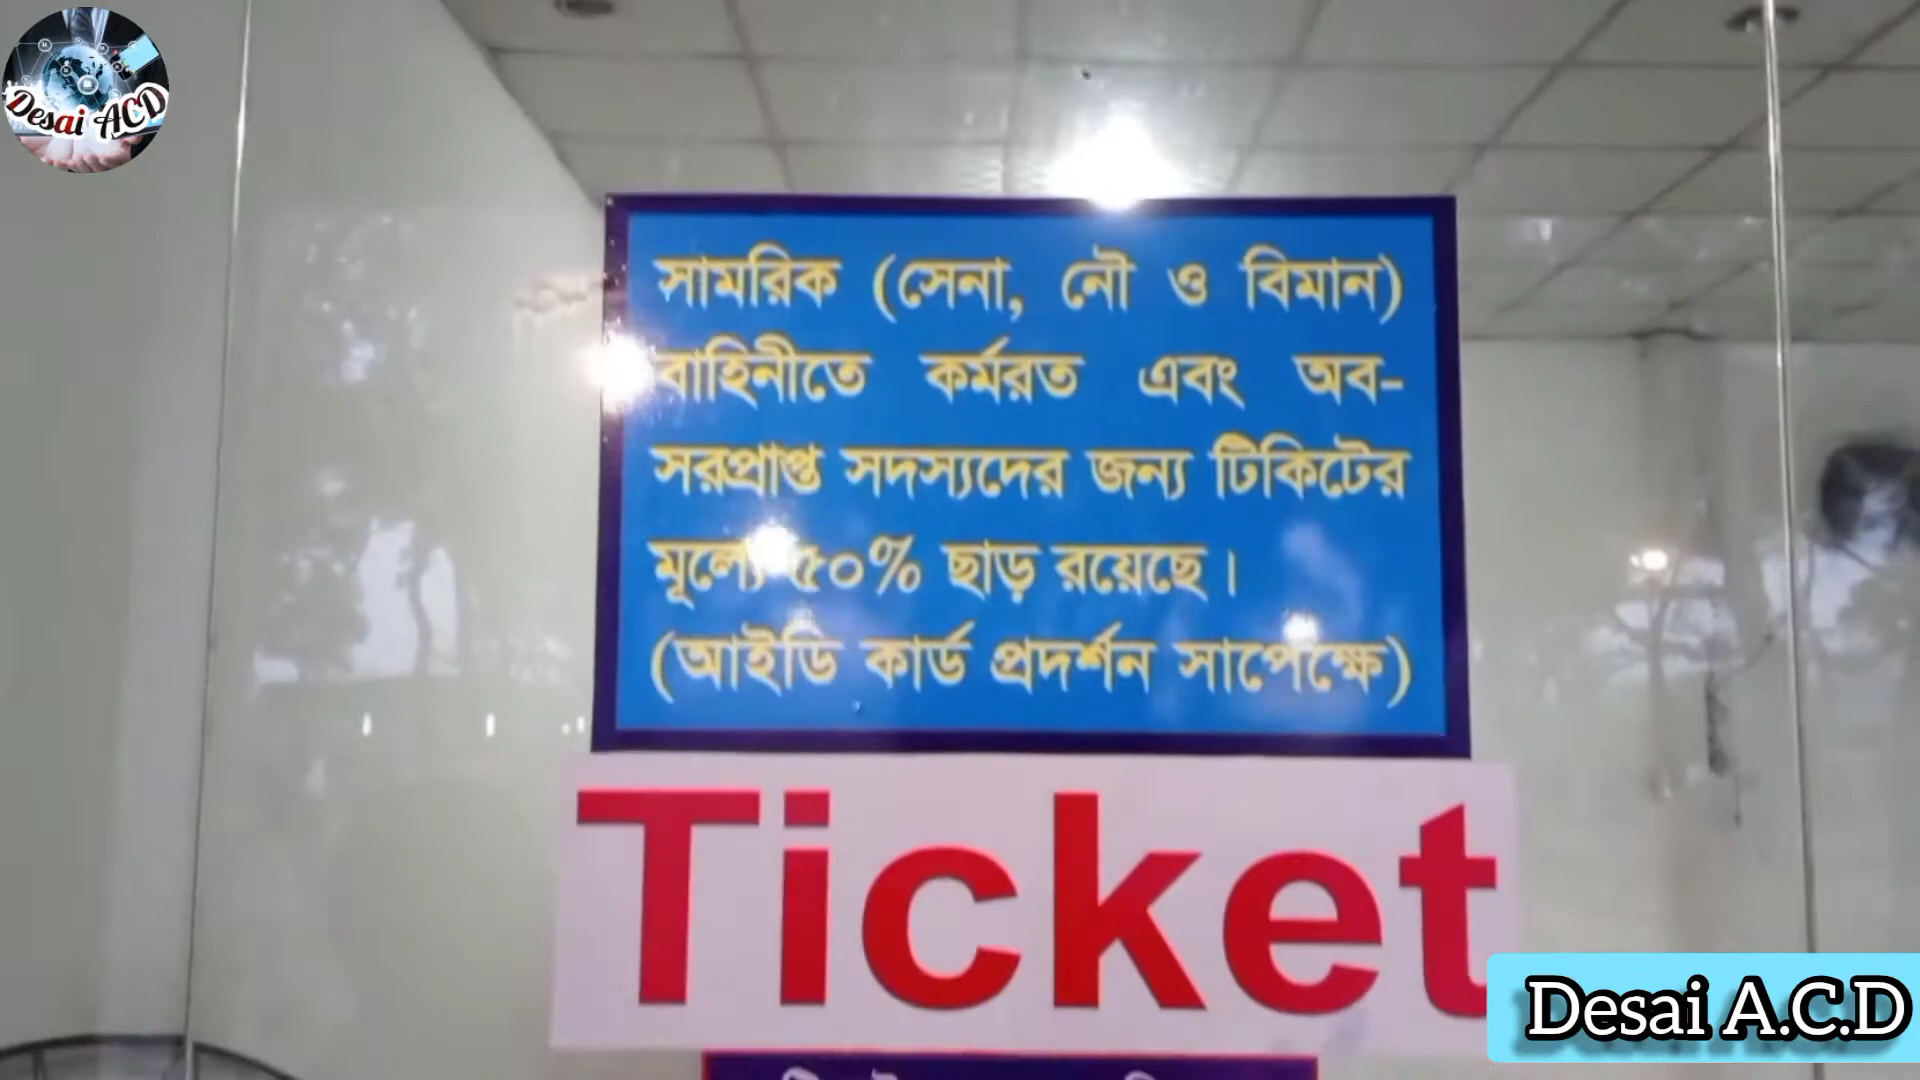 Desai ACD
সামরিক (সেনা, নৌ ও বিমান)
বাহিনীতে কর্মরত এবং অব-
সরপ্রাপ্ত সদস্যদের জন্য টিকিটের
মূল্যে ৫০% ছাড় রয়েছে।
(আইডি কার্ড প্রদর্শন সাপেক্ষে)
Ticket
Desai A.C.D